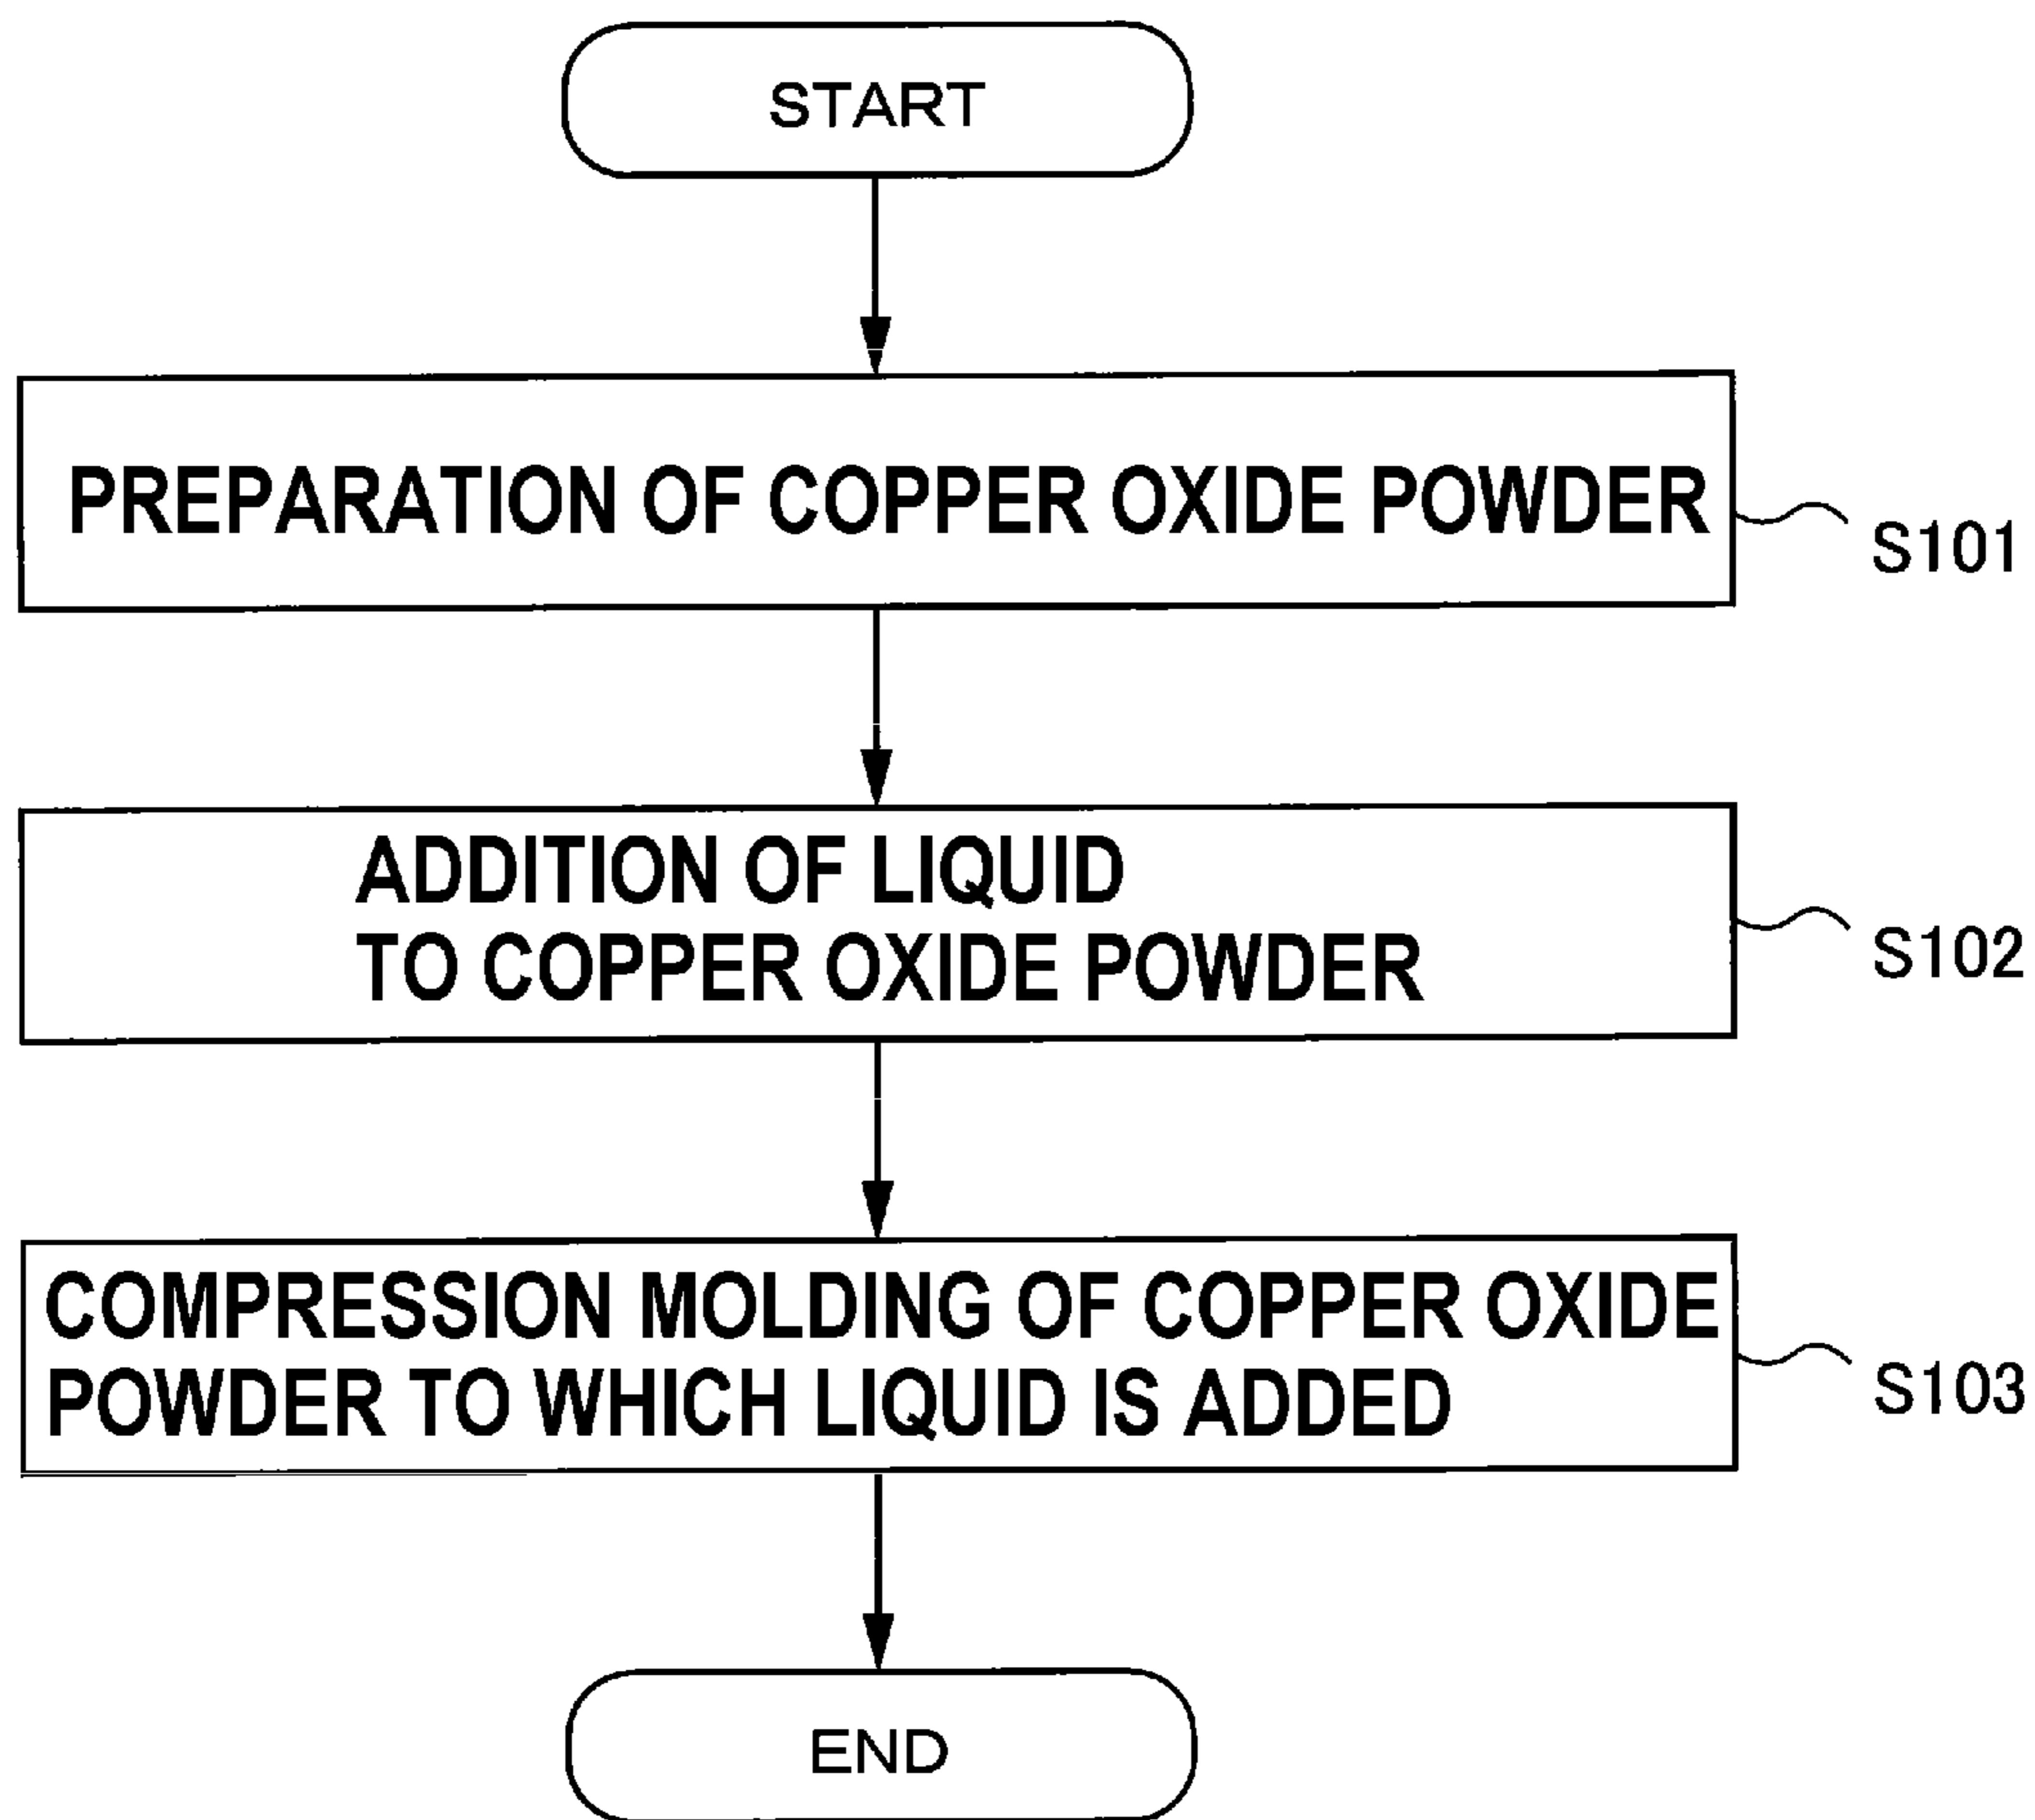 START
PREPARATION OF COPPER OXIDE POWDER
S101
ADDITION OF LIQUID
TO COPPER OXIDE POWDER
S102
COMPRESSION MOLDING OF COPPER OXIDE
POWDER TO WHICH LIQUID IS ADDED
S103
END